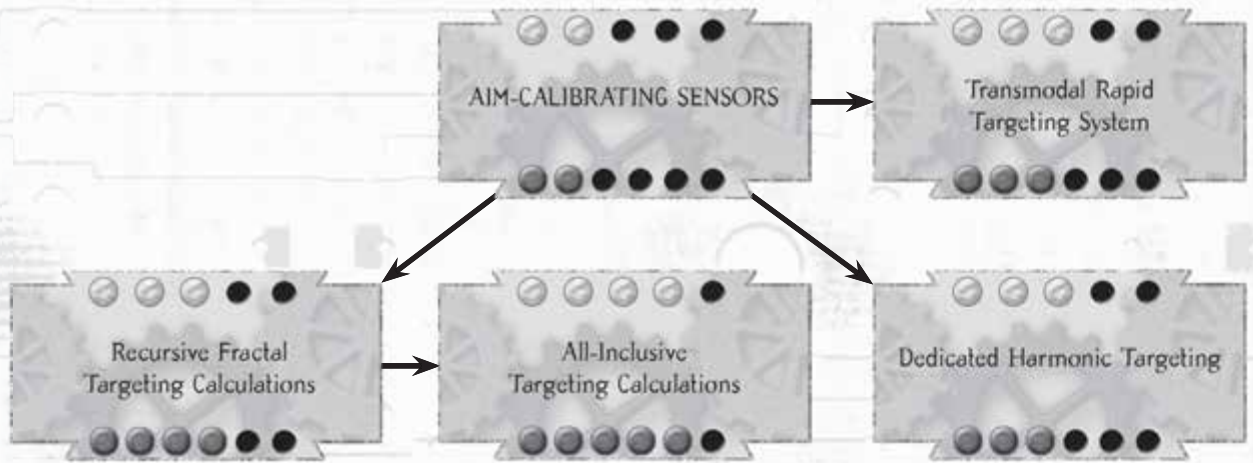 AIM-CALIBRATING SENSORS
Transmodal Rapid
Targeting System
Recursive Fractal
Targeting Calculations
All-Inclusive
Targeting Calculations
Dedicated Harmonic Targeting